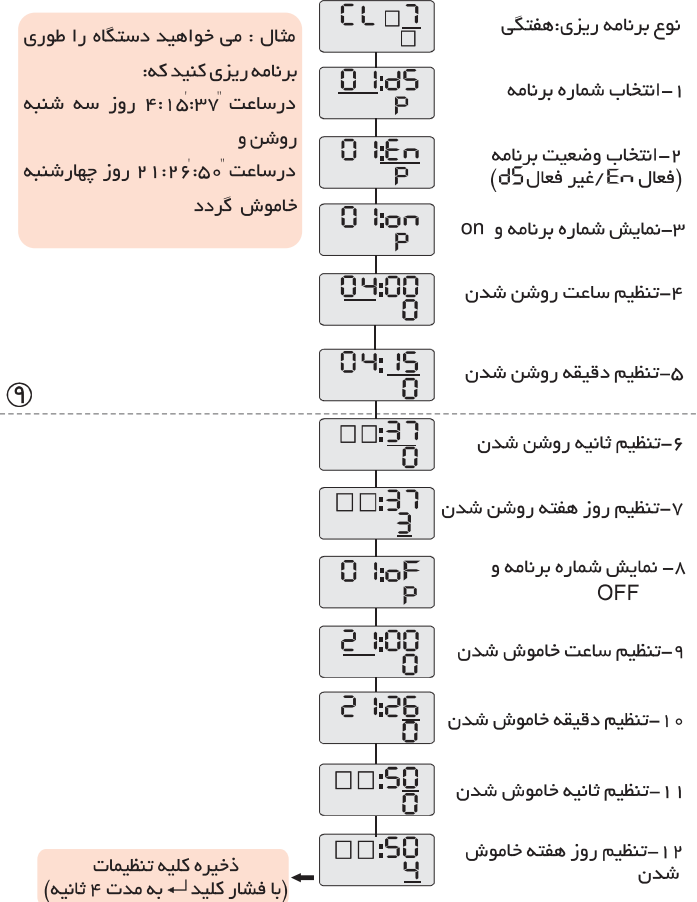 مثال : می خواهید دستگاه را طوری
برنامه ریزی کنید که:
درساعت ۴:۱۵':۳۷" روز سه شنبه
روشن و
درساعت ۲۱:۲۶':۵۰" روز چهارشنبه
خاموش گردد
نوع برنامه ریزی:هفتگی
CL □7
□
۱-انتخاب شماره برنامه
01:dS
P
۲-انتخاب وضعیت برنامه
(فعال En/غیر فعال dS)
01:En
P
۳-نمایش شماره برنامه و on
01:on
P
۴-تنظیم ساعت روشن شدن
04:00
0
۵-تنظیم دقیقه روشن شدن
04:15
0
۹
۶-تنظیم ثانیه روشن شدن
□□:37
0
۷-تنظیم روز هفته روشن شدن
□□:37
3
۸- نمایش شماره برنامه و
OFF
01:oF
P
۹-تنظیم ساعت خاموش شدن
21:00
0
۱۰-تنظیم دقیقه خاموش شدن
21:26
0
۱۱-تنظیم ثانیه خاموش شدن
□□:50
0
۱۲-تنظیم روز هفته خاموش
شدن
□□:50
4
ذخیره کلیه تنظیمات
(با فشار کلید ↵ به مدت ۴ ثانیه)